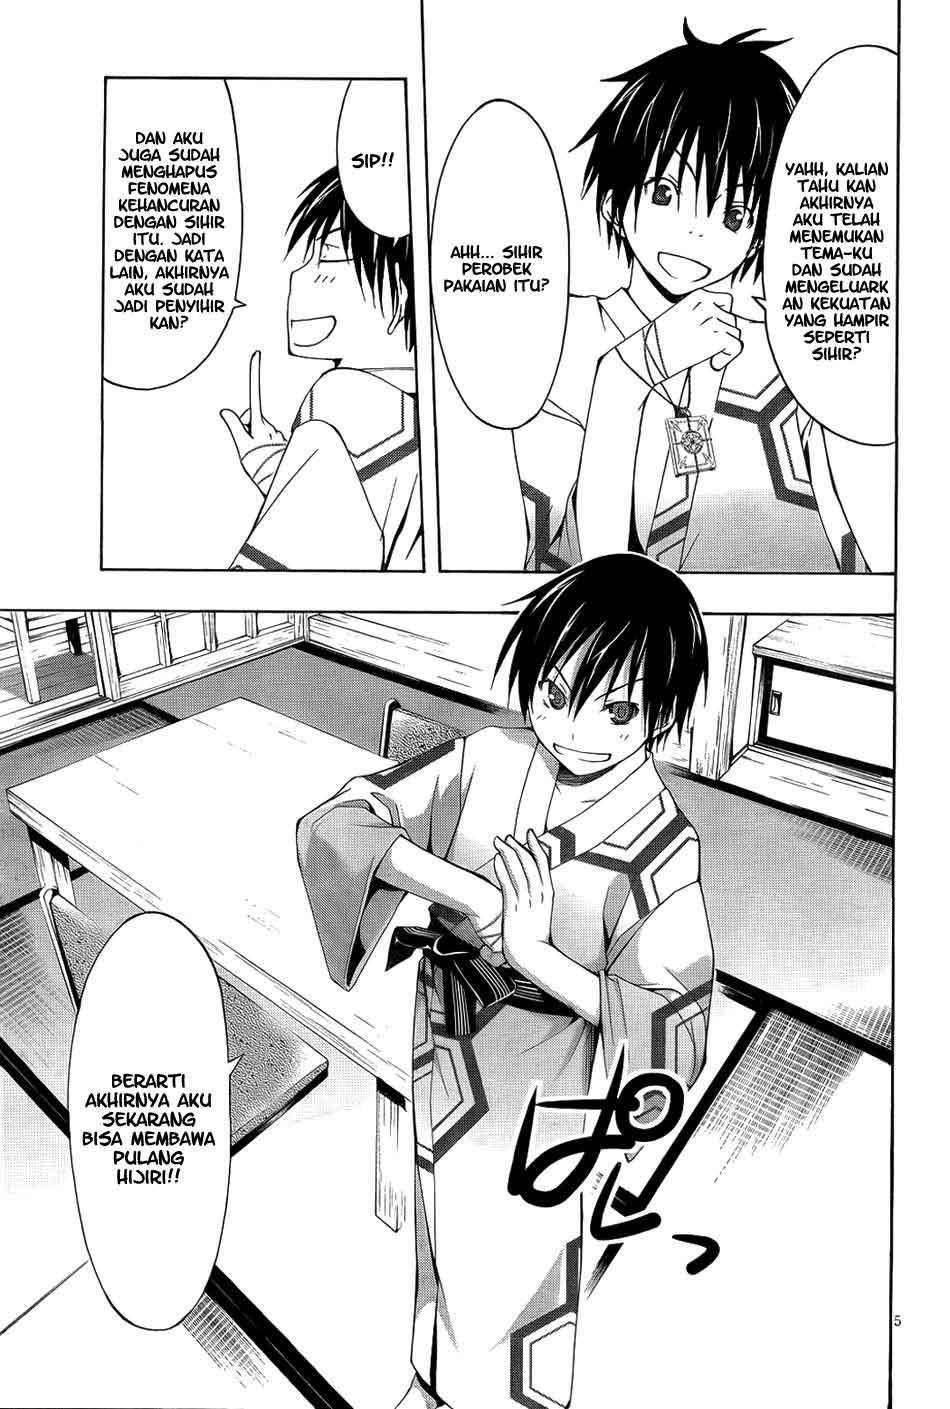 YAHH, KALIAN
TAHU KAN
AKHIRNYA
AKU TELAH
MENEMUKAN
TEMA-KU
DAN SUDAH
MENGELUARK
AN KEKUATAN
YANG HAMPIR
SEPERTI
SIHIR?
AHH... SIHIR
PEROBEK
PAKAIAN ITU?
SIP!!
DAN AKU
JUGA SUDAH
MENGHAPUS
FENOMENA
KEHANCURAN
DENGAN SIHIR
ITU. JADI
DENGAN KATA
LAIN, AKHIRNYA
AKU SUDAH
JADI PENYIHIR
KAN?
ぱしっ
BERARTI
AKHIRNYA AKU
SEKARANG
BISA MEMBAWA
PULANG
HIJIRI!!
5